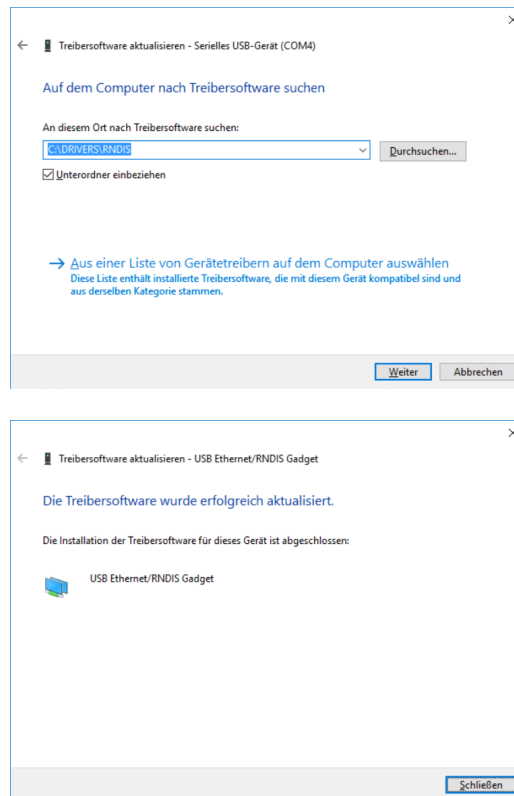 Treibersoftware aktualisieren - Serielles USB-Gerät (COM4)
Auf dem Computer nach Treibersoftware suchen
An diesem Ort nach Treibersoftware suchen:
C:\DRIVERS\RNDIS
Durchsuchen...
Unterordner einbeziehen
Aus einer Liste von Gerätetreibern auf dem Computer auswählen
Diese Liste enthält installierte Treibersoftware, die mit diesem Gerät kompatibel sind und
aus derselben Kategorie stammen.
Weiter
Abbrechen
Treibersoftware aktualisieren - USB Ethernet/RNDIS Gadget
Die Treibersoftware wurde erfolgreich aktualisiert.
Die Installation der Treibersoftware für dieses Gerät ist abgeschlossen:
USB Ethernet/RNDIS Gadget
Schließen